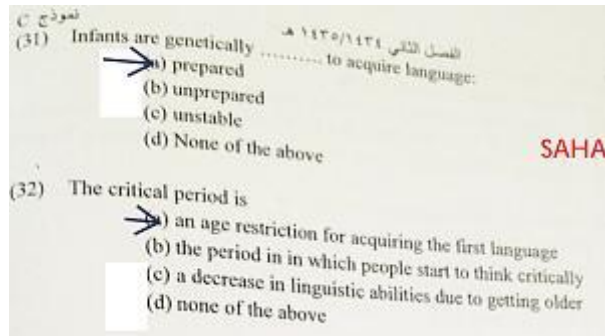 نموذج C
الفصل الثاني ١٤٣٥/١٤٣٤ هـ
(31) Infants are genetically .......... to acquire language:
a) prepared
(b) unprepared
(c) unstable
(d) None of the above
SAHA
(32) The critical period is
) an age restriction for acquiring the first language
(b) the period in in which people start to think critically
(c) a decrease in linguistic abilities due to getting older
(d) none of the above